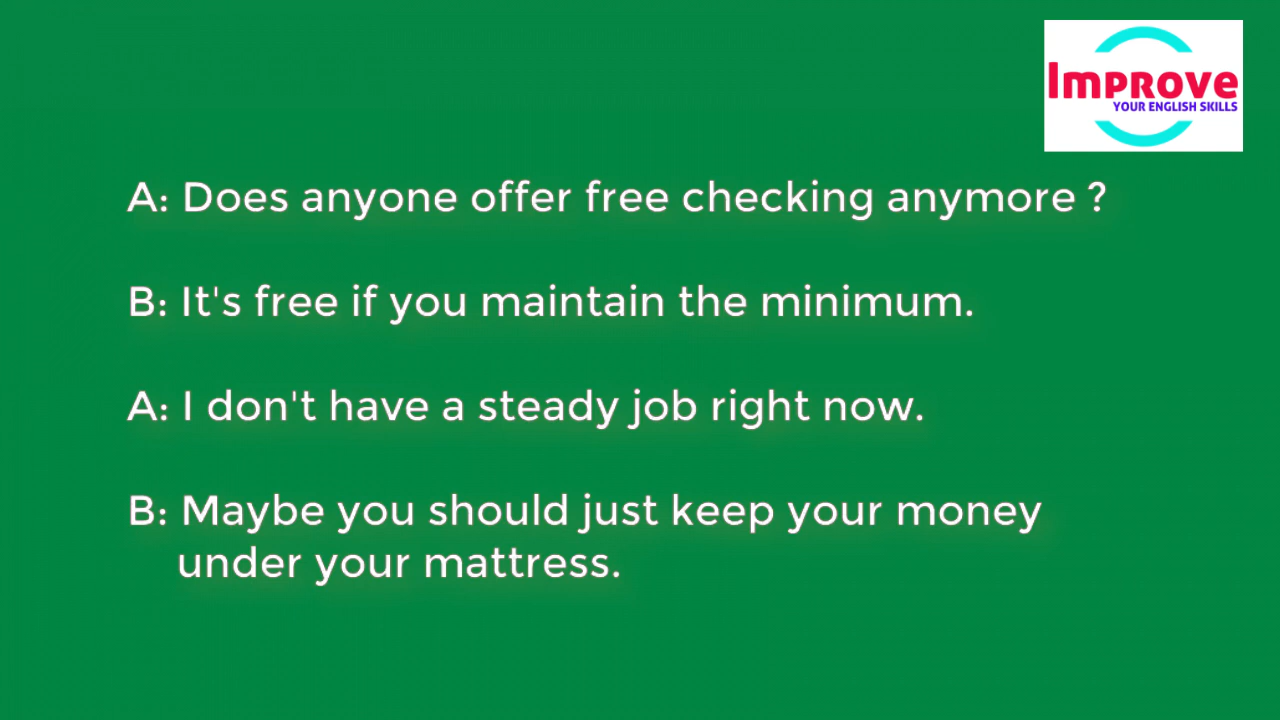 Improve
YOUR ENGLISH SKILLS
A: Does anyone offer free checking anymore ?
B: It's free if you maintain the minimum.
A: I don't have a steady job right now.
B: Maybe you should just keep your money
under your mattress.